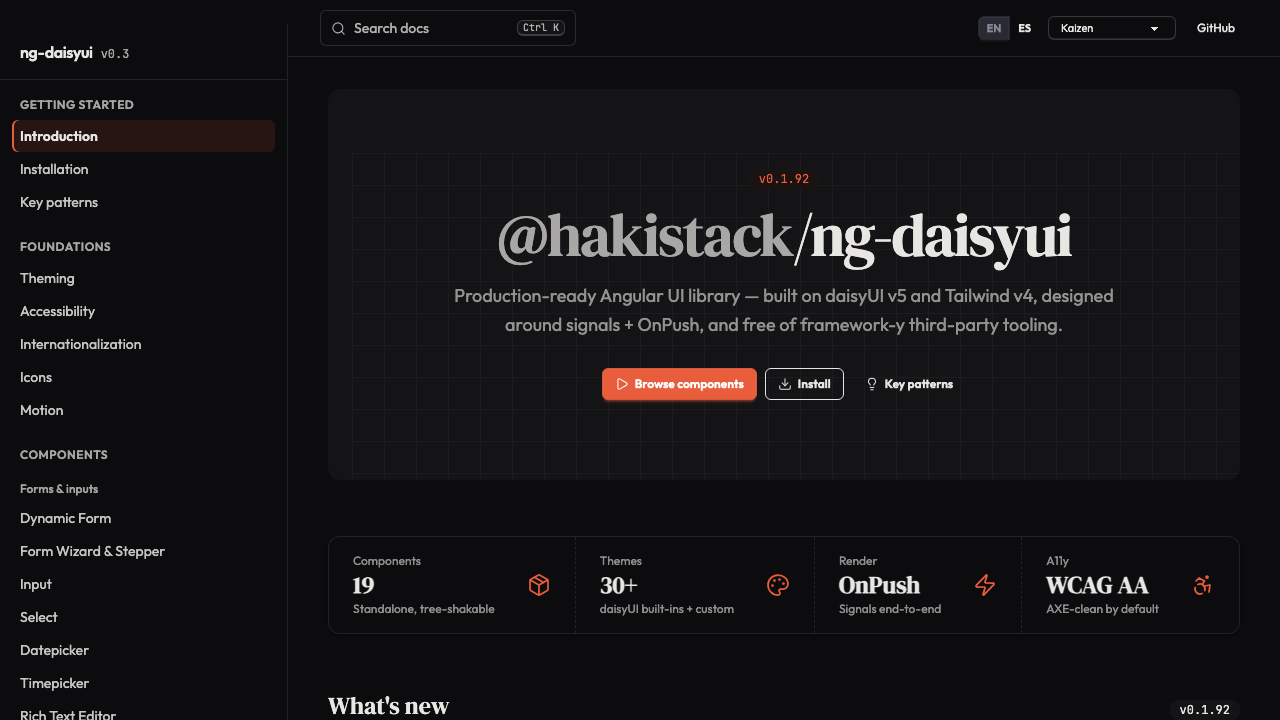 ng-daisyui v0.3
GETTING STARTED
Introduction
Installation
Key patterns
FOUNDATIONS
Theming
Accessibility
Internationalization
Icons
Motion
COMPONENTS
Forms & inputs
Dynamic Form
Form Wizard & Stepper
Input
Select
Datepicker
Timepicker
Rich Text Editor
Search docs Ctrl K
EN ES Kaizen GitHub
v0.1.92
@hakistack/ng-daisyui
Production-ready Angular UI library — built on daisyUI v5 and Tailwind v4, designed
around signals + OnPush, and free of framework-y third-party tooling.
Browse components Install Key patterns
Components
19
Standalone, tree-shakable
Themes
30+
daisyUI built-ins + custom
Render
OnPush
Signals end-to-end
A11y
WCAG AA
AXE-clean by default
What's new v0.1.92